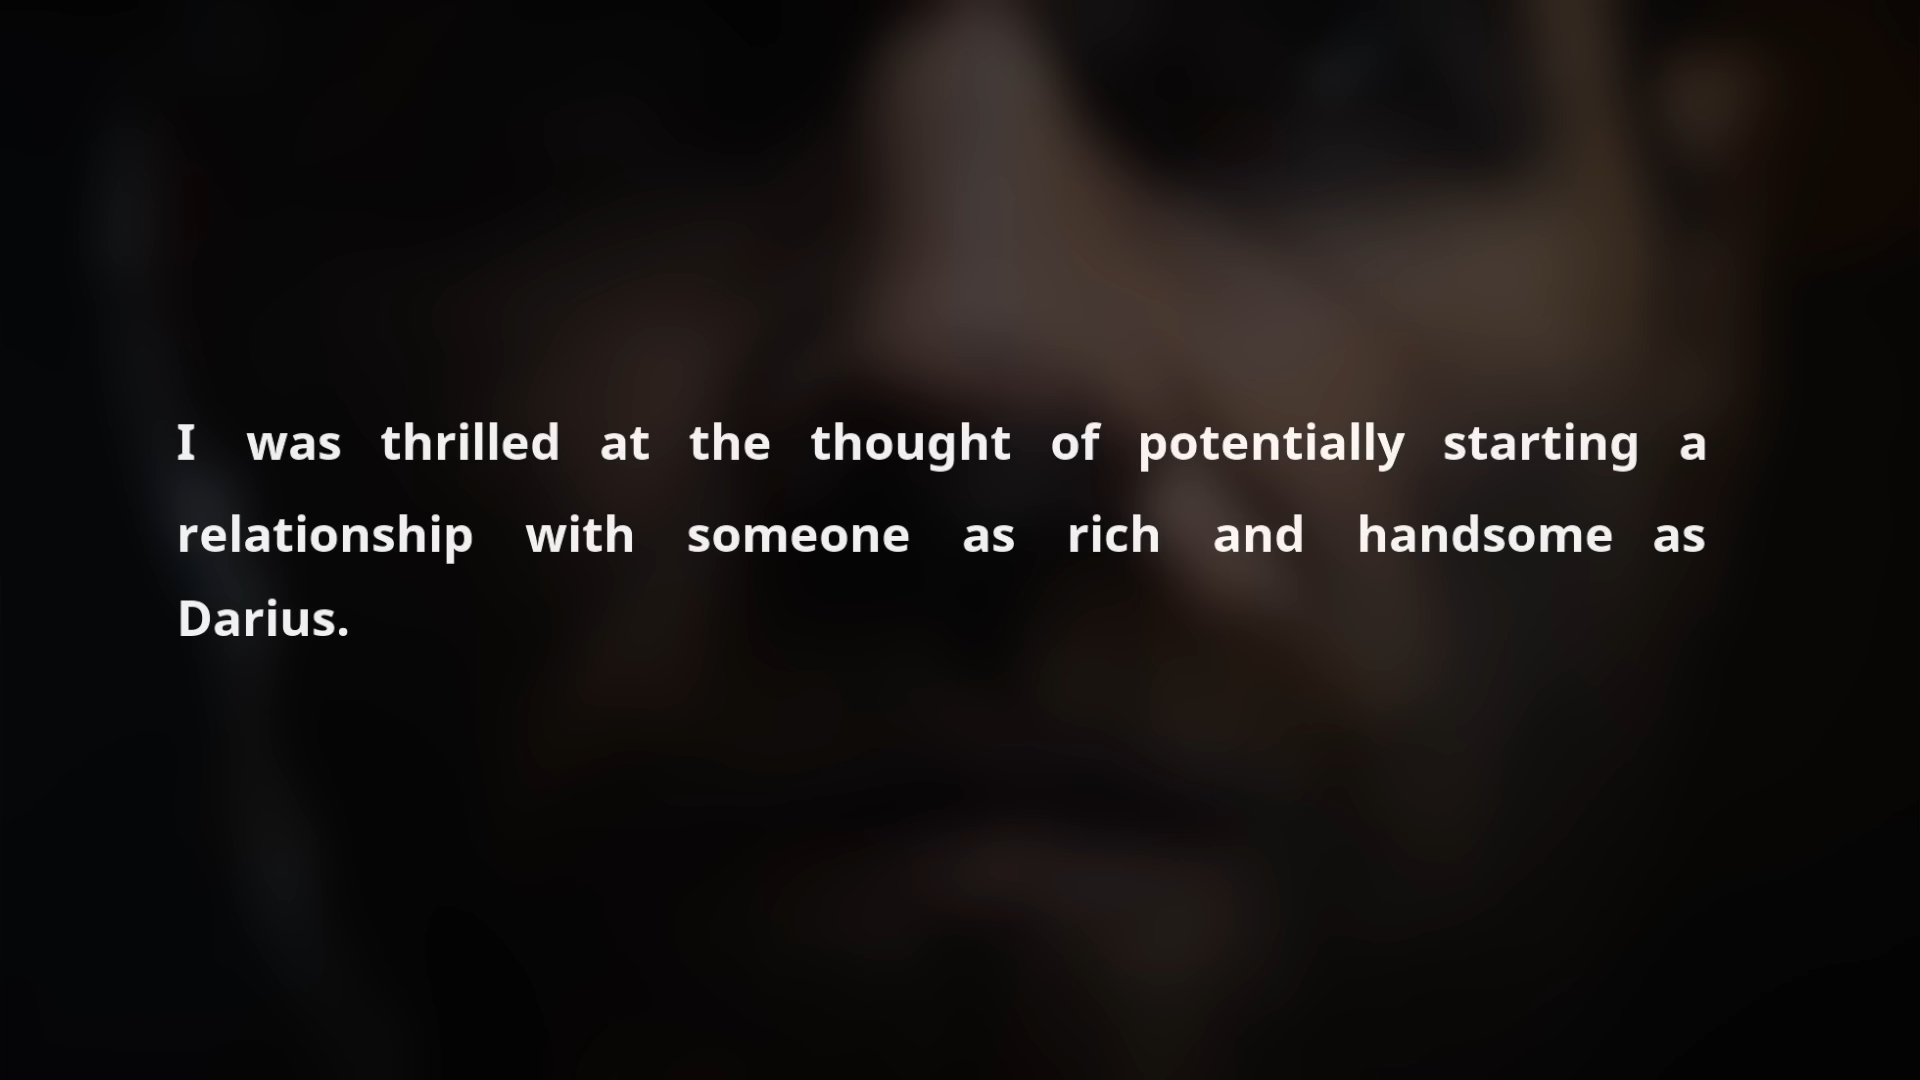 I was thrilled at the thought of potentially starting a
relationship with someone as rich and handsome as
Darius.